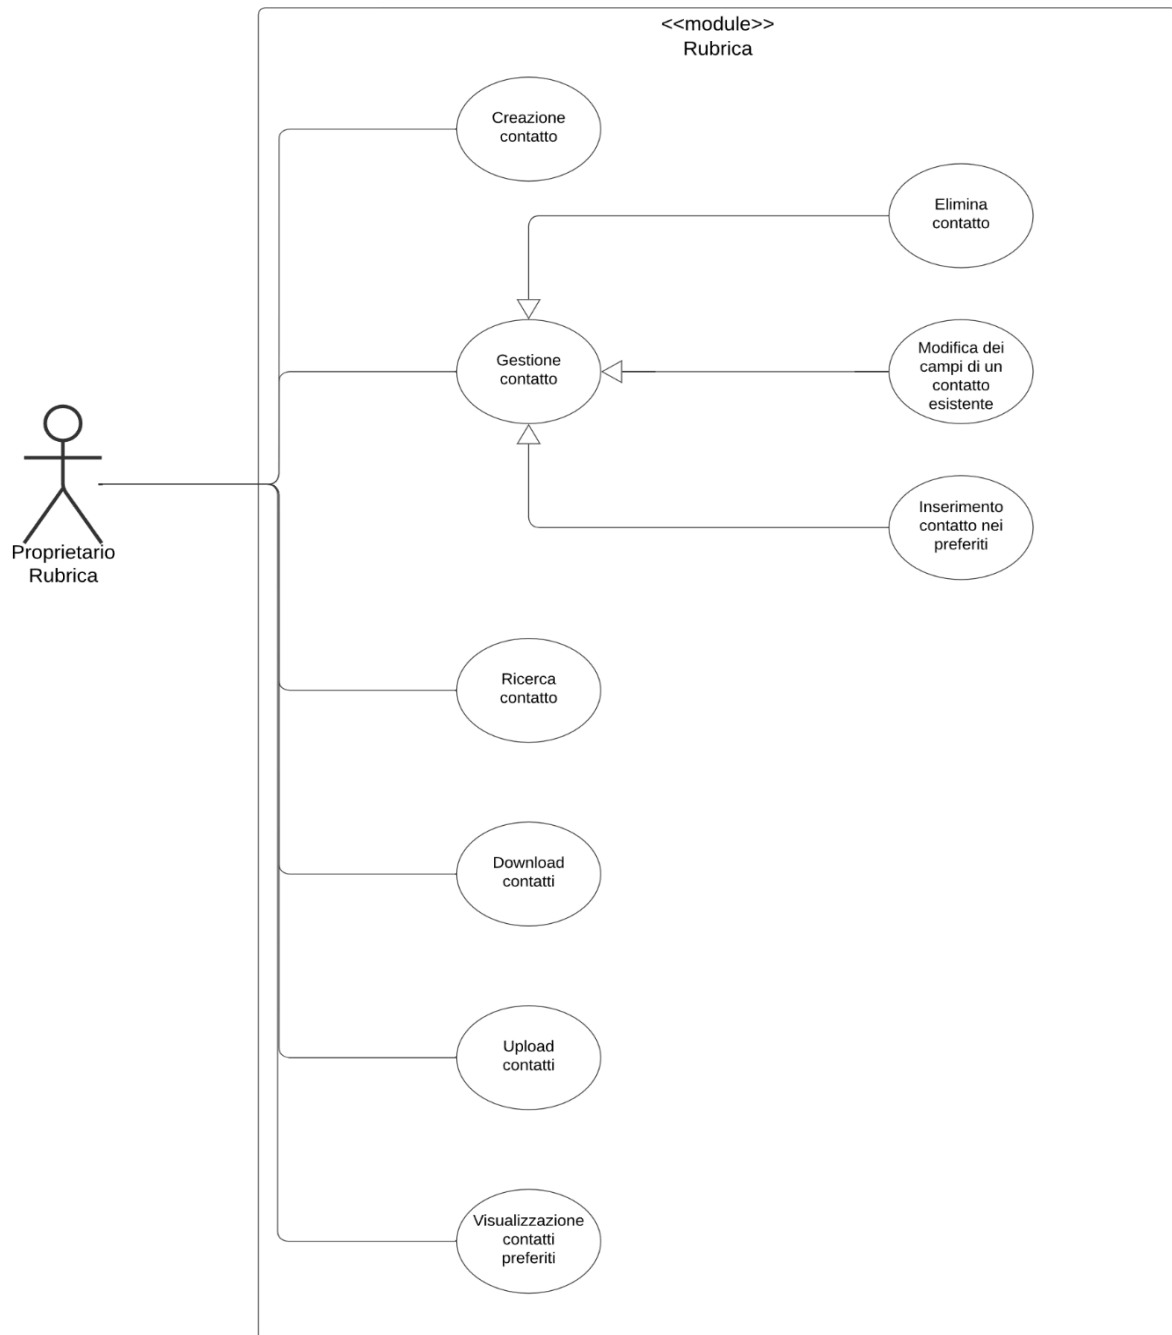 <<module>>
Rubrica
Creazione
contatto
Elimina
contatto
Gestione
contatto
Modifica dei
campi di un
contatto
esistente
Inserimento
contatto nei
preferiti
Proprietario
Rubrica
Ricerca
contatto
Download
contatti
Upload
contatti
Visualizzazione
contatti
preferiti